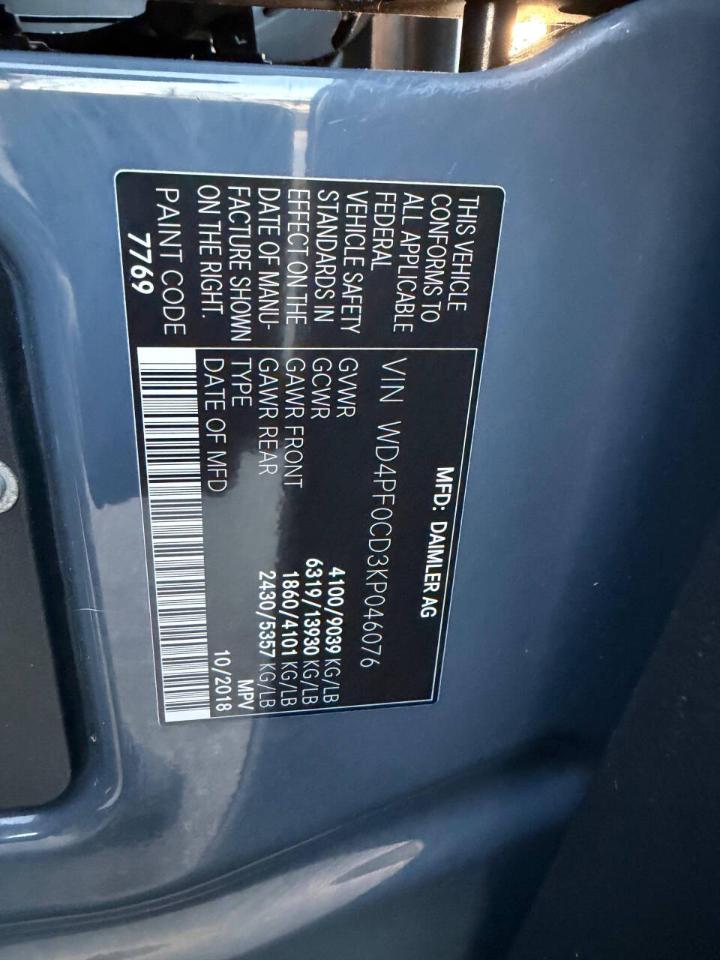 MFD: DAIMLER AG
THIS VEHICLE
CONFORMS TO
ALL APPLICABLE
FEDERAL
VEHICLE SAFETY
STANDARDS IN
EFFECT ON THE
DATE OF MANU-
FACTURE SHOWN
ON THE RIGHT.
PAINT CODE
7769
VIN WD4PF0CD3KP046076
GVWR 4100/9039 KG/LB
GCWR 6319/13930 KG/LB
GAWR FRONT 1860/4101 KG/LB
GAWR REAR 2430/5357 KG/LB
TYPE MPV
DATE OF MFD 10/2018